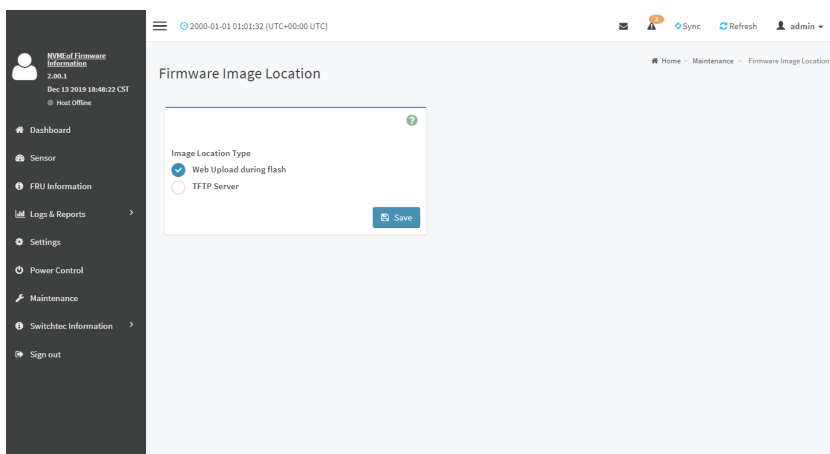 2000-01-01 01:01:32 (UTC+00:00 UTC)
3
Sync
Refresh
admin
NVMEof Firmware
Information
2.00.1
Dec 13 2019 18:48:22 CST
Host Offline
Dashboard
Sensor
FRU Information
Logs & Reports >
Settings
Power Control
Maintenance
Switchtec Information >
Sign out
Firmware Image Location
Home > Maintenance > Firmware Image Location
?
Image Location Type
Web Upload during flash
TFTP Server
Save